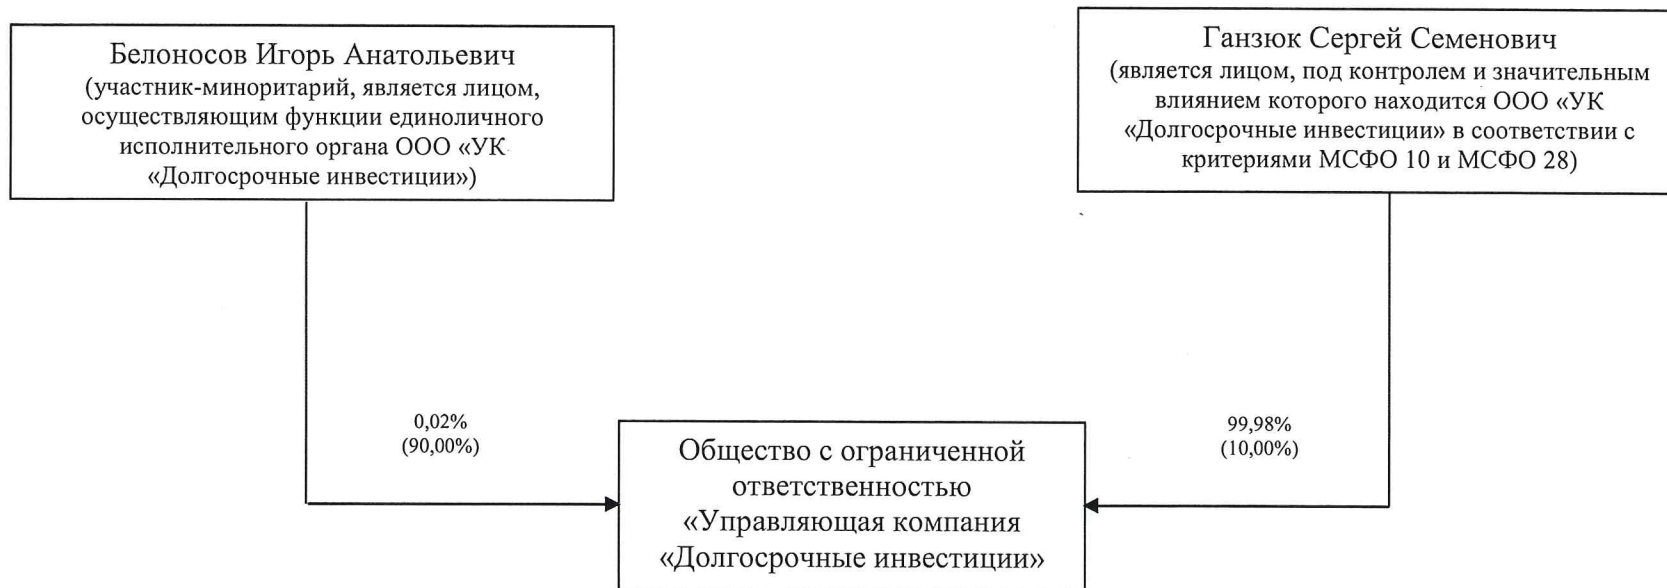 Белоносов Игорь Анатольевич
(участник-миноритарий, является лицом,
осуществляющим функции единоличного
исполнительного органа ООО «УК
«Долгосрочные инвестиции»)
Ганзюк Сергей Семенович
(является лицом, под контролем и значительным
влиянием которого находится ООО «УК
«Долгосрочные инвестиции» в соответствии с
критериями МСФО 10 и МСФО 28)
0,02%
(90,00%)
99,98%
(10,00%)
Общество с ограниченной
ответственностью
«Управляющая компания
«Долгосрочные инвестиции»